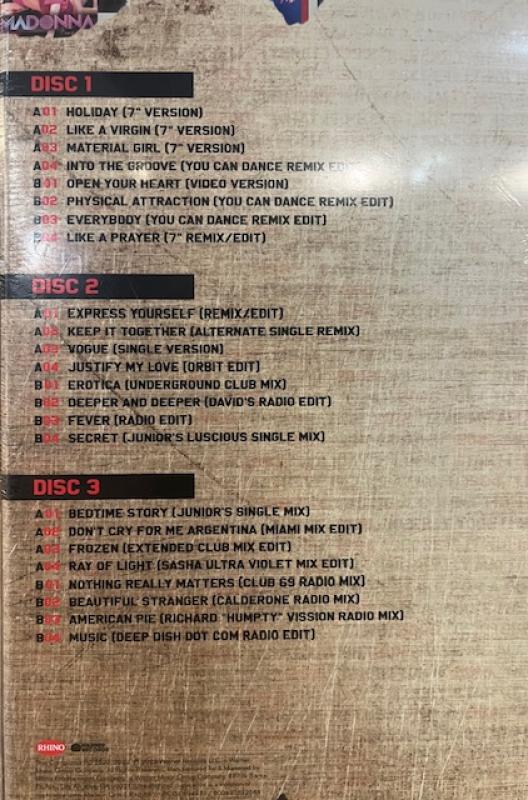 MADONNA
DISC 1
A01 HOLIDAY (7" VERSION)
A02 LIKE A VIRGIN (7" VERSION)
A03 MATERIAL GIRL (7" VERSION)
A04 INTO THE GROOVE (YOU CAN DANCE REMIX
B01 OPEN YOUR HEART (VIDEO VERSION)
B02 PHYSICAL ATTRACTION (YOU CAN DANCE REMIX EDIT)
B03 EVERYBODY (YOU CAN DANCE REMIX EDIT)
B04 LIKE A PRAYER (7" REMIX/EDIT)
DISC 2
A01 EXPRESS YOURSELF (REMIX/EDIT)
A02 KEEP IT TOGETHER (ALTERNATE SINGLE REMIX)
A03 VOGUE (SINGLE VERSION)
A04 JUSTIFY MY LOVE (ORBIT EDIT)
B01 EROTICA (UNDERGROUND CLUB MIX)
B02 DEEPER AND DEEPER (DAVID'S RADIO EDIT)
B03 FEVER (RADIO EDIT)
B04 SECRET (JUNIOR'S LUSCIOUS SINGLE MIX)
DISC 3
A01 BEDTIME STORY (JUNIOR'S SINGLE MIX)
A02 DON'T CRY FOR ME ARGENTINA (MIAMI MIX EDIT)
A03 FROZEN (EXTENDED CLUB MIX EDIT)
A04 RAY OF LIGHT (SASHA ULTRA VIOLET MIX EDIT)
B01 NOTHING REALLY MATTERS (CLUB 69 RADIO MIX)
B02 BEAUTIFUL STRANGER (CALDERONE RADIO MIX)
B03 AMERICAN PIE (RICHARD "HUMPTY" VISSION RADIO MIX)
B04 MUSIC (DEEP DISH DOT COM RADIO EDIT)
RHINO